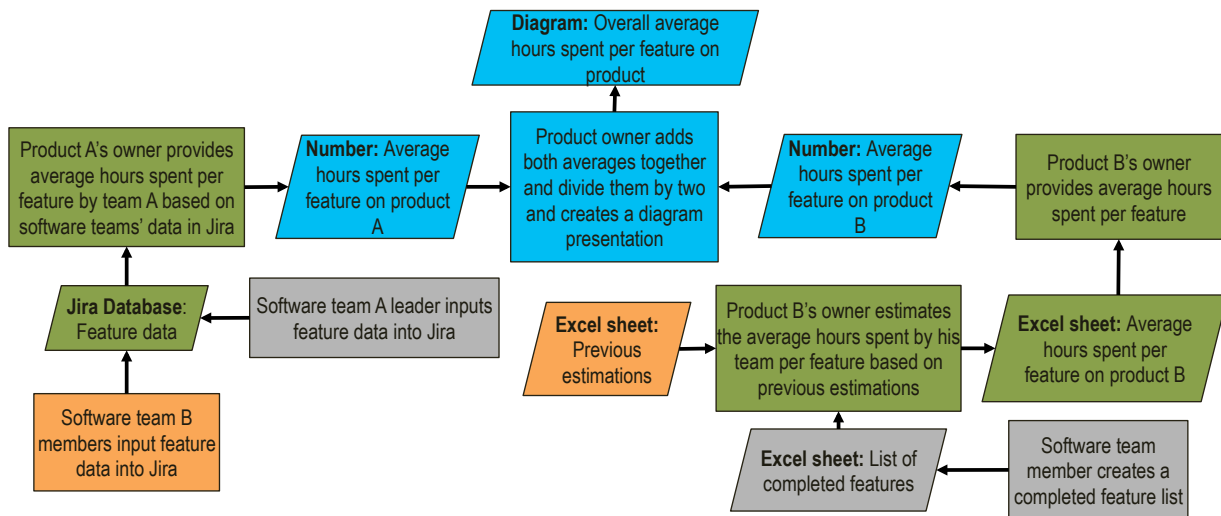 Diagram: Overall average
hours spent per feature on
product
Product A's owner provides
average hours spent per
feature by team A based on
software teams' data in Jira
Number: Average
hours spent per
feature on product
A
Product owner adds
both averages together
and divide them by two
and creates a diagram
presentation
Number: Average
hours spent per
feature on product
B
Product B's owner
provides average hours
spent per feature
Jira Database:
Feature data
Software team A leader inputs
feature data into Jira
Excel sheet:
Previous
estimations
Product B's owner estimates
the average hours spent by his
team per feature based on
previous estimations
Excel sheet: Average
hours spent per
feature on product B
Software team B
members input feature
data into Jira
Excel sheet: List of
completed features
Software team
member creates a
completed feature list